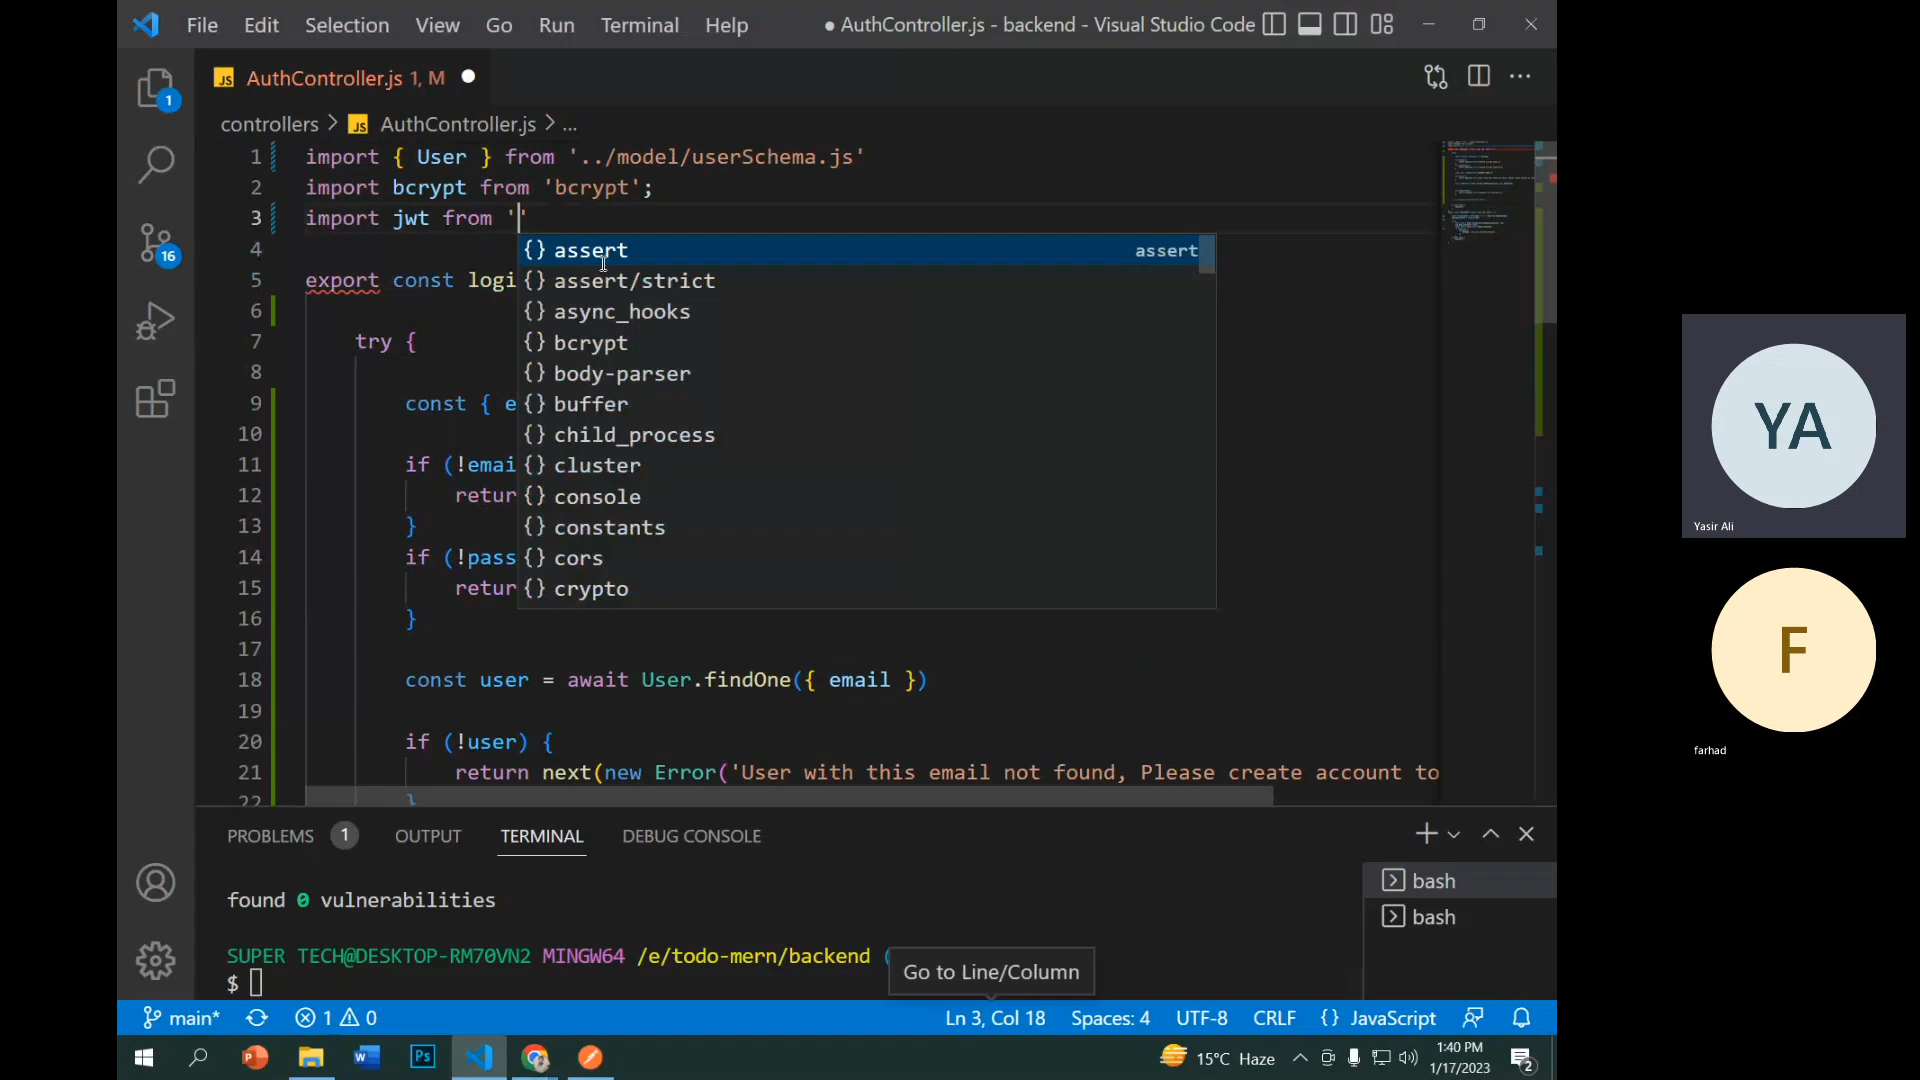 File Edit Selection View Go Run Terminal Help ● AuthController.js - backend - Visual Studio Code
JS AuthController.js 1, M
controllers > JS AuthController.js > ...
1 import { User } from '../model/userSchema.js'
2 import bcrypt from 'bcrypt';
3 import jwt from ''
4 {} assert assert
5 export const logi {} assert/strict
6 {} async_hooks
7 try { {} bcrypt
8 {} body-parser
9 const { e {} buffer
10 {} child_process
11 if (!emai {} cluster
12 retur {} console
13 } {} constants
14 if (!pass {} cors
15 retur {} crypto
16 }
17
18 const user = await User.findOne({ email })
19
20 if (!user) {
21 return next(new Error('User with this email not found, Please create account to
22 }
1
16
PROBLEMS 1 OUTPUT TERMINAL DEBUG CONSOLE
found 0 vulnerabilities
SUPER TECH@DESKTOP-RM70VN2 MINGW64 /e/todo-mern/backend (
$
Go to Line/Column
bash
bash
main* 1 0 Ln 3, Col 18 Spaces: 4 UTF-8 CRLF {} JavaScript
P W Ps 15°C Haze 1:40 PM
1/17/2023 2
YA
Yasir Ali
F
farhad